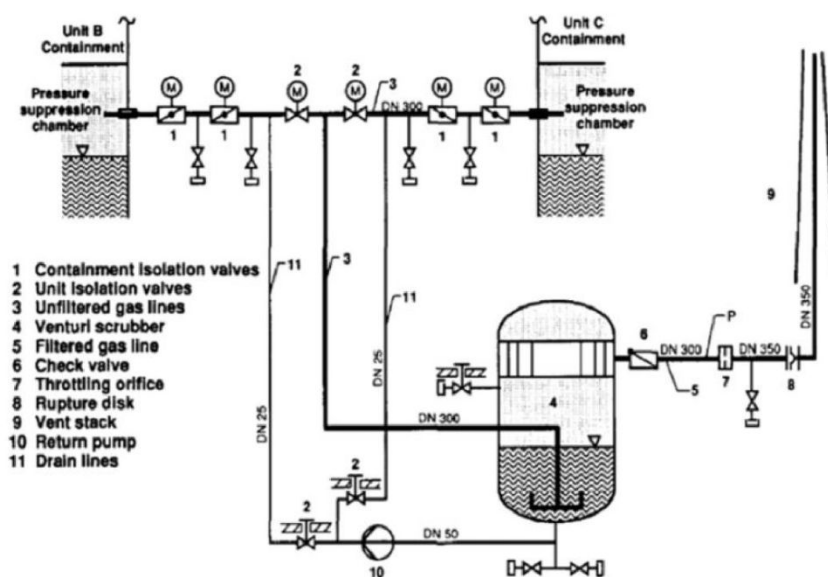 Unit B
Containment
Unit C
Containment
M
M
2
M
2
M
3
DN 300
M
M
Pressure
suppression
chamber
Pressure
suppression
chamber
1
1
1
1
9
11
3
11
1 Containment isolation valves
2 Unit isolation valves
3 Unfiltered gas lines
4 Venturi scrubber
5 Filtered gas line
6 Check valve
7 Throttling orifice
8 Rupture disk
9 Vent stack
10 Return pump
11 Drain lines
DN 25
DN 25
DN 300
4
6
DN 300
P
5
7
DN 350
8
DN 350
2
2
10
DN 50